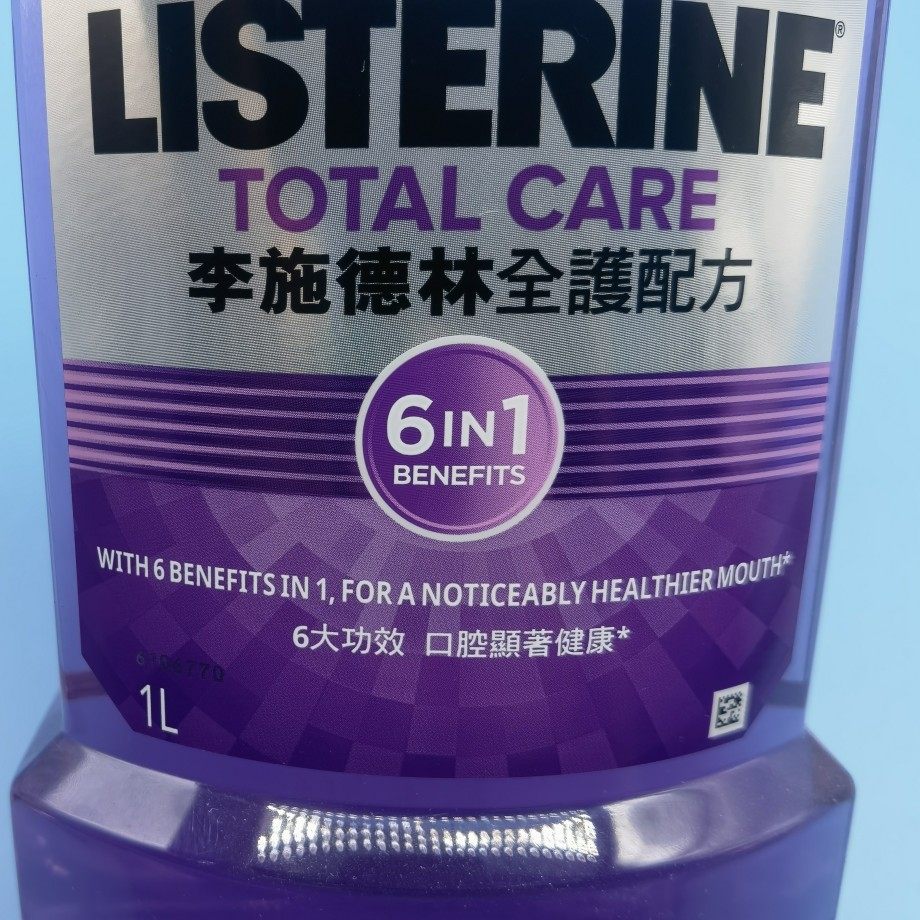 LISTERINE®
TOTAL CARE
李施德林全護配方
6 IN 1
BENEFITS
WITH 6 BENEFITS IN 1, FOR A NOTICEABLY HEALTHIER MOUTH*
6大功效 口腔顯著健康*
1L